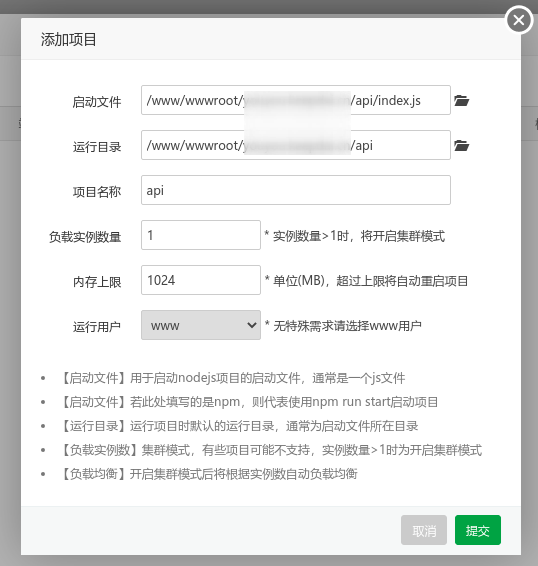 添加项目
启动文件 /www/wwwroot/ /api/index.js
运行目录 /www/wwwroot/ /api
项目名称 api
负载实例数量 1 * 实例数量>1时，将开启集群模式
内存上限 1024 * 单位(MB)，超过上限将自动重启项目
运行用户 www * 无特殊需求请选择www用户
• 【启动文件】用于启动nodejs项目的启动文件，通常是一个js文件
• 【启动文件】若此处填写的是npm，则代表使用npm run start启动项目
• 【运行目录】运行项目时默认的运行目录，通常为启动文件所在目录
• 【负载实例数】集群模式，有些项目可能不支持，实例数量>1时为开启集群模式
• 【负载均衡】开启集群模式后将根据实例数自动负载均衡
取消 提交